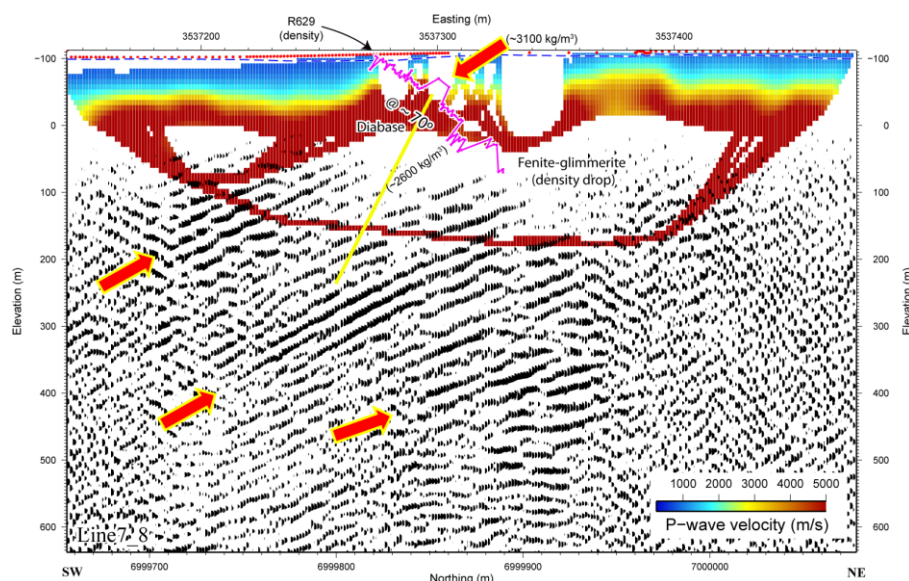 R629
(density)
Easting (m)
3537200
3537300
3537400
(~3100 kg/m³)
-100
0
100
200
300
400
500
600
Elevation (m)
-100
0
100
200
300
400
500
600
Elevation (m)
@ ~ 70º
Diabase
(~2600 kg/m³)
Fenite-glimmerite
(density drop)
1000 2000 3000 4000 5000
P-wave velocity (m/s)
Line7_8
6999700
6999800
6999900
7000000
SW
Northing (m)
NE